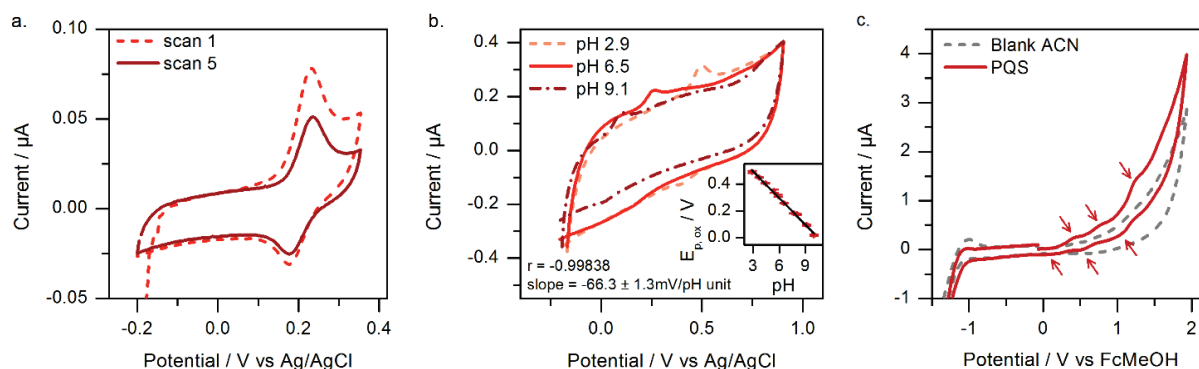 a.
scan 1
scan 5
0.10
0.05
0.00
-0.05
Current / µA
-0.2
0.0
0.2
0.4
Potential / V vs Ag/AgCl
b.
pH 2.9
pH 6.5
pH 9.1
0.4
0.2
0.0
-0.2
-0.4
Current / µA
0.4
0.2
0.0
E p,ox / V
3
6
9
pH
r = -0.99838
slope = -66.3 ± 1.3mV/pH unit
0.0
0.5
1.0
Potential / V vs Ag/AgCl
c.
Blank ACN
PQS
5
4
3
2
1
0
-1
Current / µA
-1
0
1
2
Potential / V vs FcMeOH